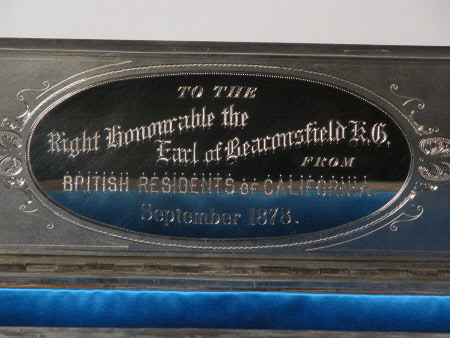 TO THE
Right Honourable the
Earl of Beaconsfield K.G.
FROM
BRITISH RESIDENTS OF CALIFORNIA
September 1878.